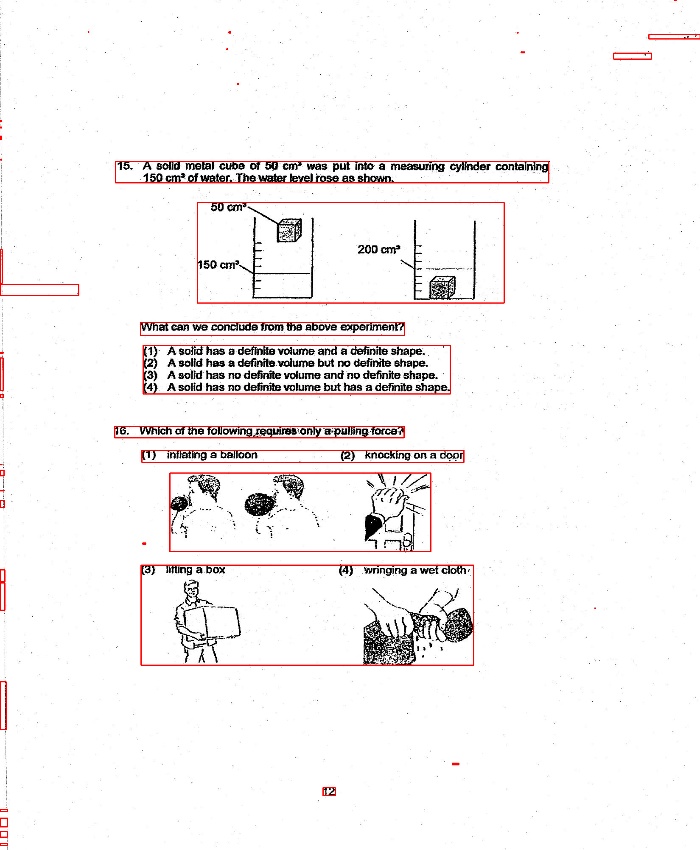 15. A solid metal cube of 50 cm³ was put into a measuring cylinder containing
150 cm³ of water. The water level rose as shown.
50 cm³
200 cm³
150 cm³
What can we conclude from the above experiment?
(1) A solid has a definite volume and a definite shape.
(2) A solid has a definite volume but no definite shape.
(3) A solid has no definite volume and no definite shape.
(4) A solid has no definite volume but has a definite shape.
16. Which of the following requires only a pulling force?
(1) inflating a balloon (2) knocking on a door
(3) lifting a box (4) wringing a wet cloth
12